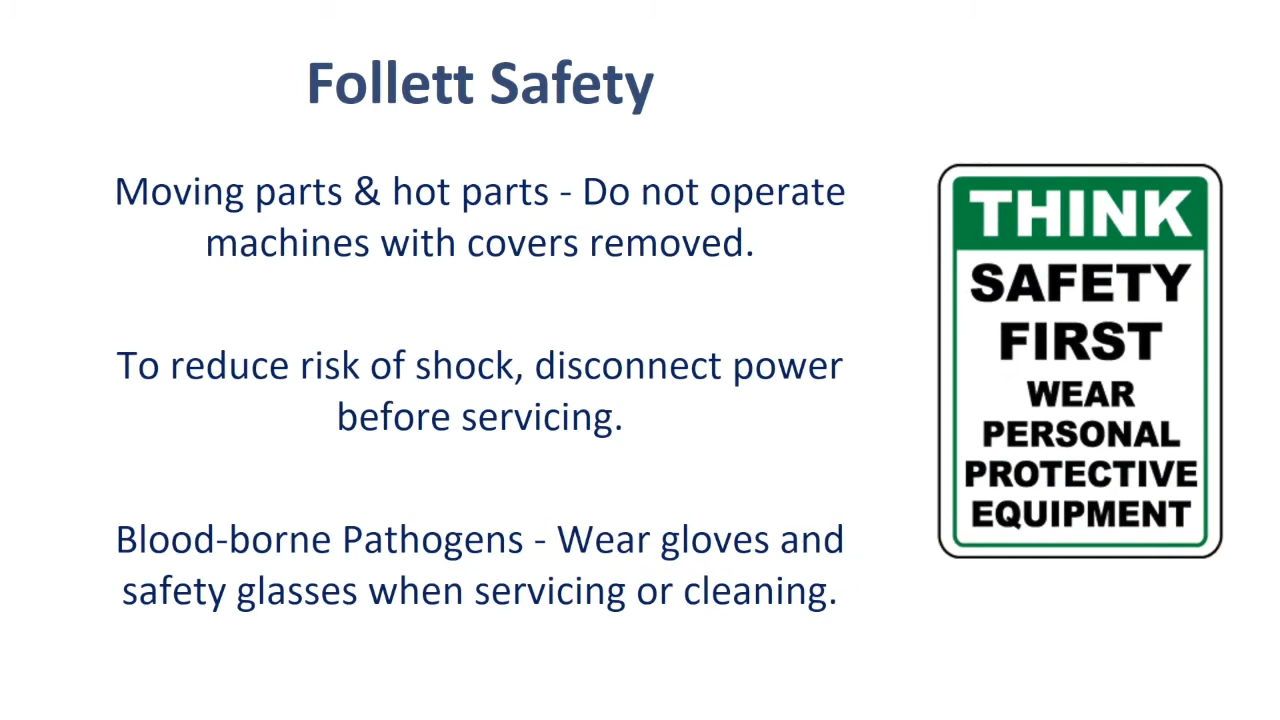 Follett Safety
Moving parts & hot parts - Do not operate
machines with covers removed.
To reduce risk of shock, disconnect power
before servicing.
Blood-borne Pathogens - Wear gloves and
safety glasses when servicing or cleaning.
THINK
SAFETY
FIRST
WEAR
PERSONAL
PROTECTIVE
EQUIPMENT